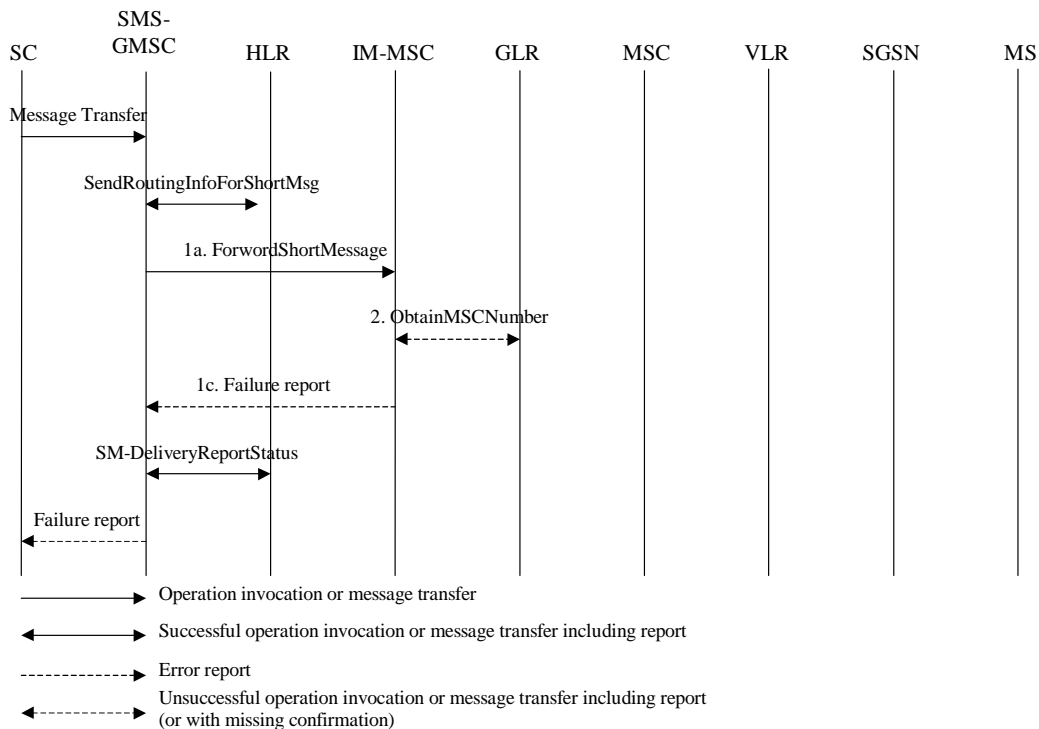 SMS-
GMSC
SC HLR IM-MSC GLR MSC VLR SGSN MS
Message Transfer
SendRoutingInfoForShortMsg
1a. ForwordShortMessage
2. ObtainMSCNumber
1c. Failure report
SM-DeliveryReportStatus
Failure report
Operation invocation or message transfer
Successful operation invocation or message transfer including report
Error report
Unsuccessful operation invocation or message transfer including report
(or with missing confirmation)